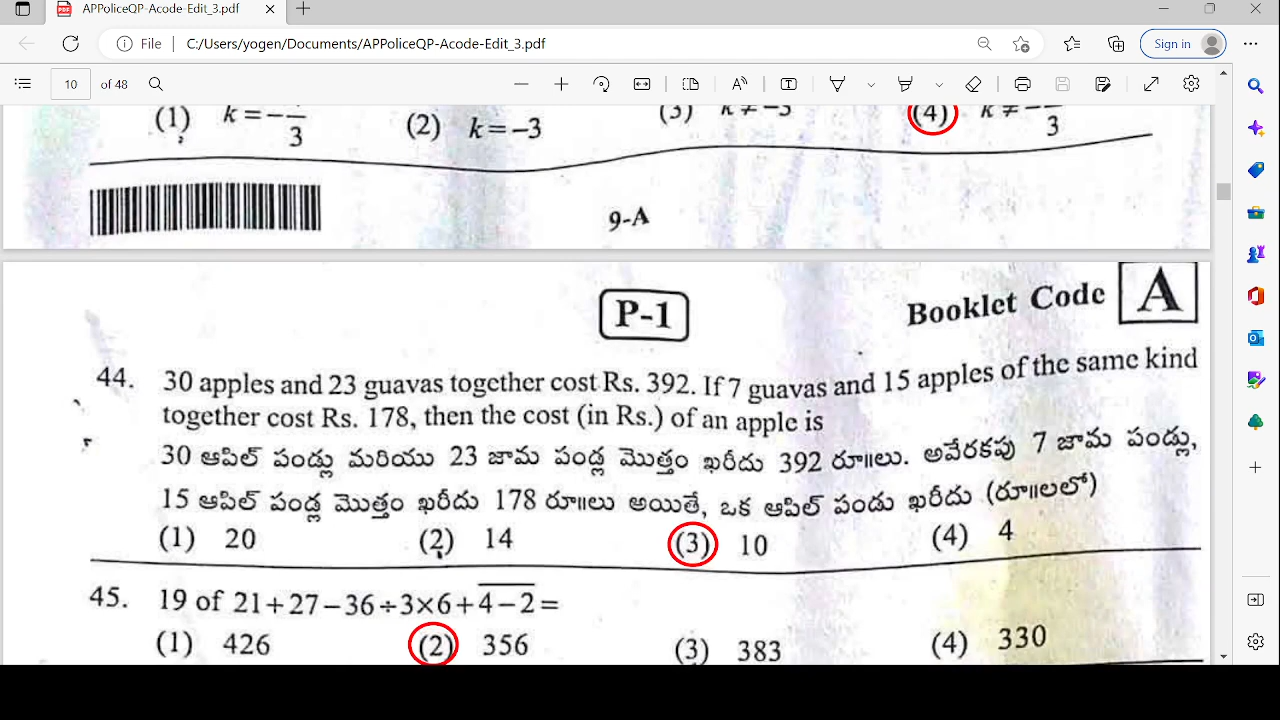 APPoliceQP-Acode-Edit_3.pdf
File | C:/Users/yogen/Documents/APPoliceQP-Acode-Edit_3.pdf
Sign in
10 of 48
(1) k=-—/3 (2) k=-3 (3) k≠-3 (4) k≠-—/3
9-A
P-1
Booklet Code A
44. 30 apples and 23 guavas together cost Rs. 392. If 7 guavas and 15 apples of the same kind
together cost Rs. 178, then the cost (in Rs.) of an apple is
30 ఆపిల్ పండ్లు మరియు 23 జామ పండ్ల మొత్తం ఖరీదు 392 రూ॥లు. అవేరకపు 7 జామ పండ్లు,
15 ఆపిల్ పండ్ల మొత్తం ఖరీదు 178 రూ॥లు అయితే, ఒక ఆపిల్ పండు ఖరీదు (రూ॥లలో)
(1) 20 (2) 14 (3) 10 (4) 4
45. 19 of 21+27-36÷3×6+4-2=
(1) 426 (2) 356 (3) 383 (4) 330